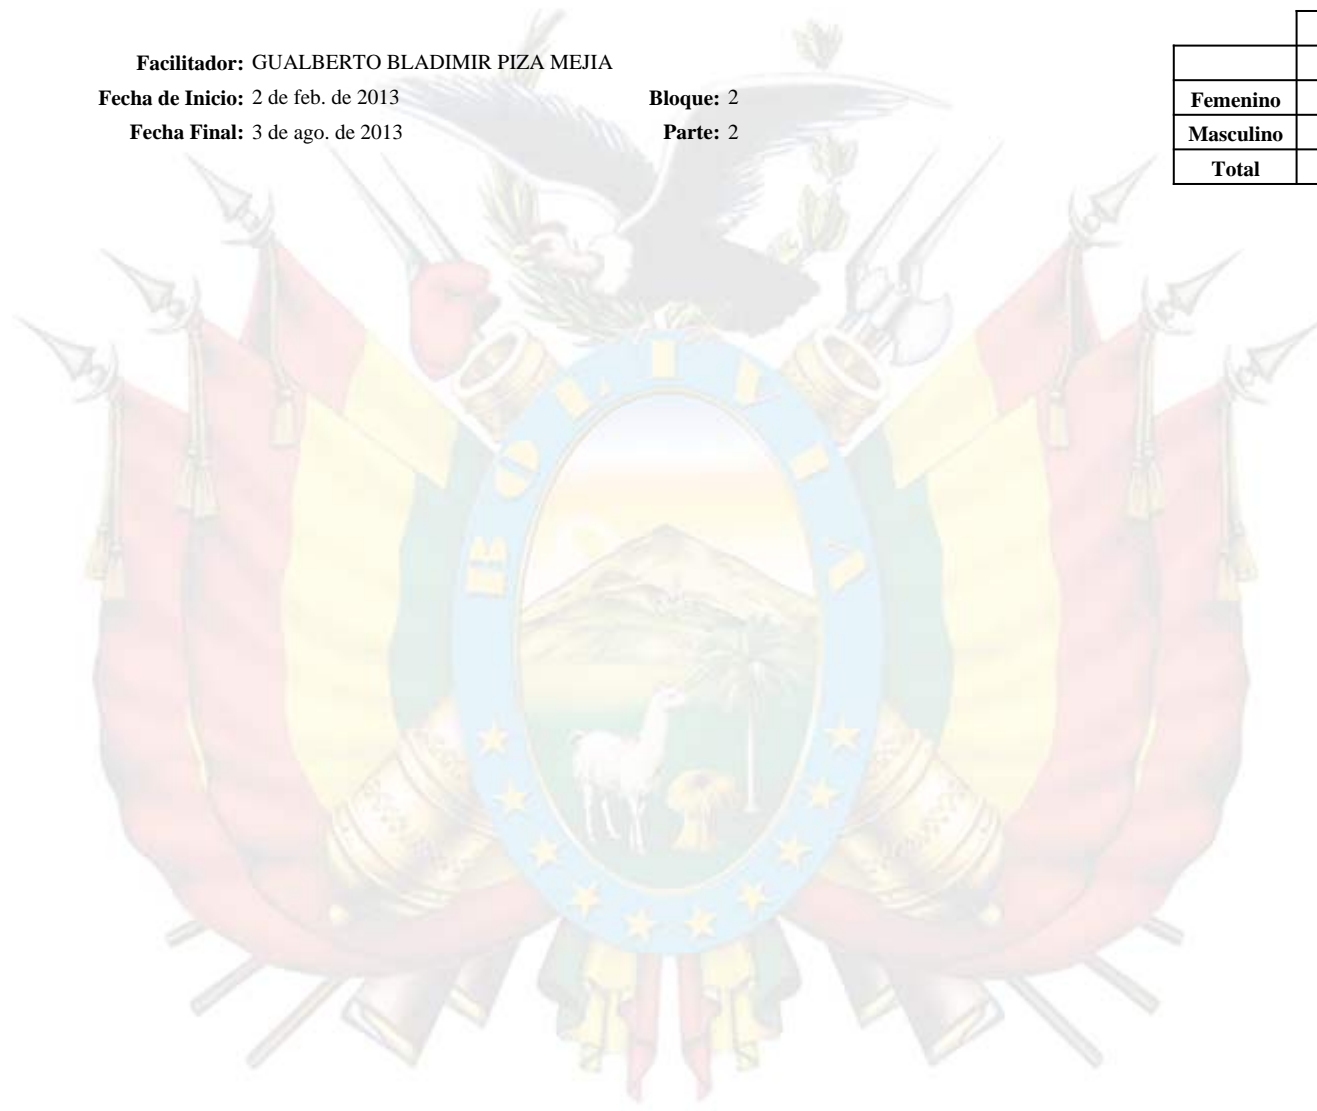 Facilitador: GUALBERTO BLADIMIR PIZA MEJIA
Fecha de Inicio: 2 de feb. de 2013 Bloque: 2
Fecha Final: 3 de ago. de 2013 Parte: 2
Femenino
Masculino
Total
BOLIVIA